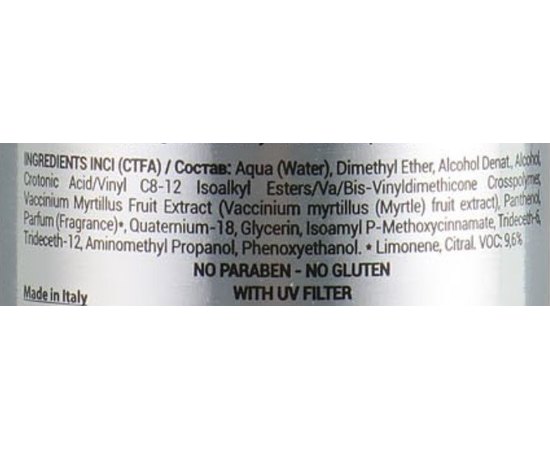 INGREDIENTS INCI (CTFA) / Состав: Aqua (Water), Dimethyl Ether, Alcohol Denat., Alcohol,
Crotonic Acid/Vinyl C8-12 Isoalkyl Esters/Va/Bis-Vinyldimethicone Crosspolymer,
Vaccinium Myrtillus Fruit Extract (Vaccinium myrtillus (Myrtle) fruit extract), Panthenol,
Parfum (Fragrance)*, Quaternium-18, Glycerin, Isoamyl P-Methoxycinnamate, Trideceth-6,
Trideceth-12, Aminomethyl Propanol, Phenoxyethanol. * Limonene, Citral. VOC: 9,6%
NO PARABEN - NO GLUTEN
Made in Italy WITH UV FILTER